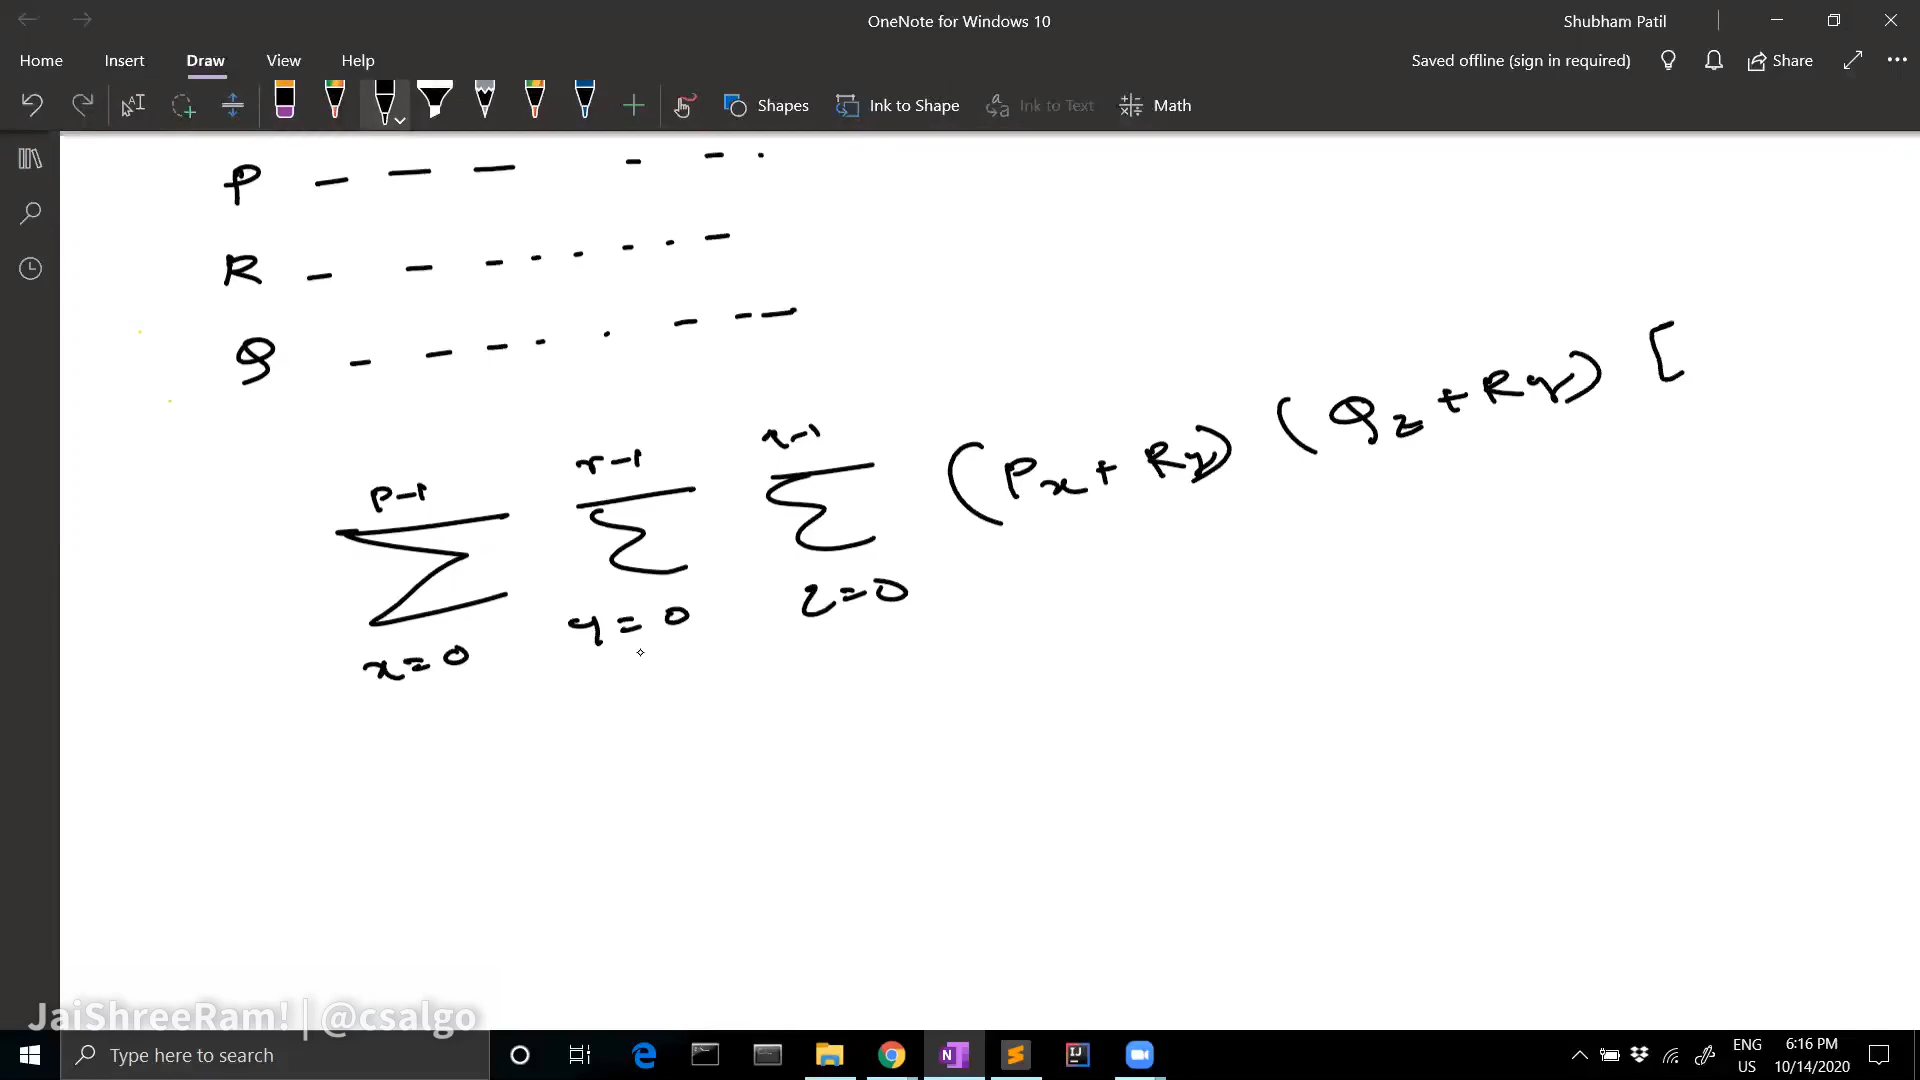 OneNote for Windows 10
Shubham Patil
Home Insert Draw View Help
Saved offline (sign in required) Share
Shapes Ink to Shape Ink to Text Math
P - - - - - .
R - - - . . . . -
Q - - - . . - - -
p-1 r-1
Σ Σ Σ (Px + Ry) (Qz + Ry) [
x=0 y=0 z=0
JaiShreeRam! | @csalgo
Type here to search
ENG
US
6:16 PM
10/14/2020